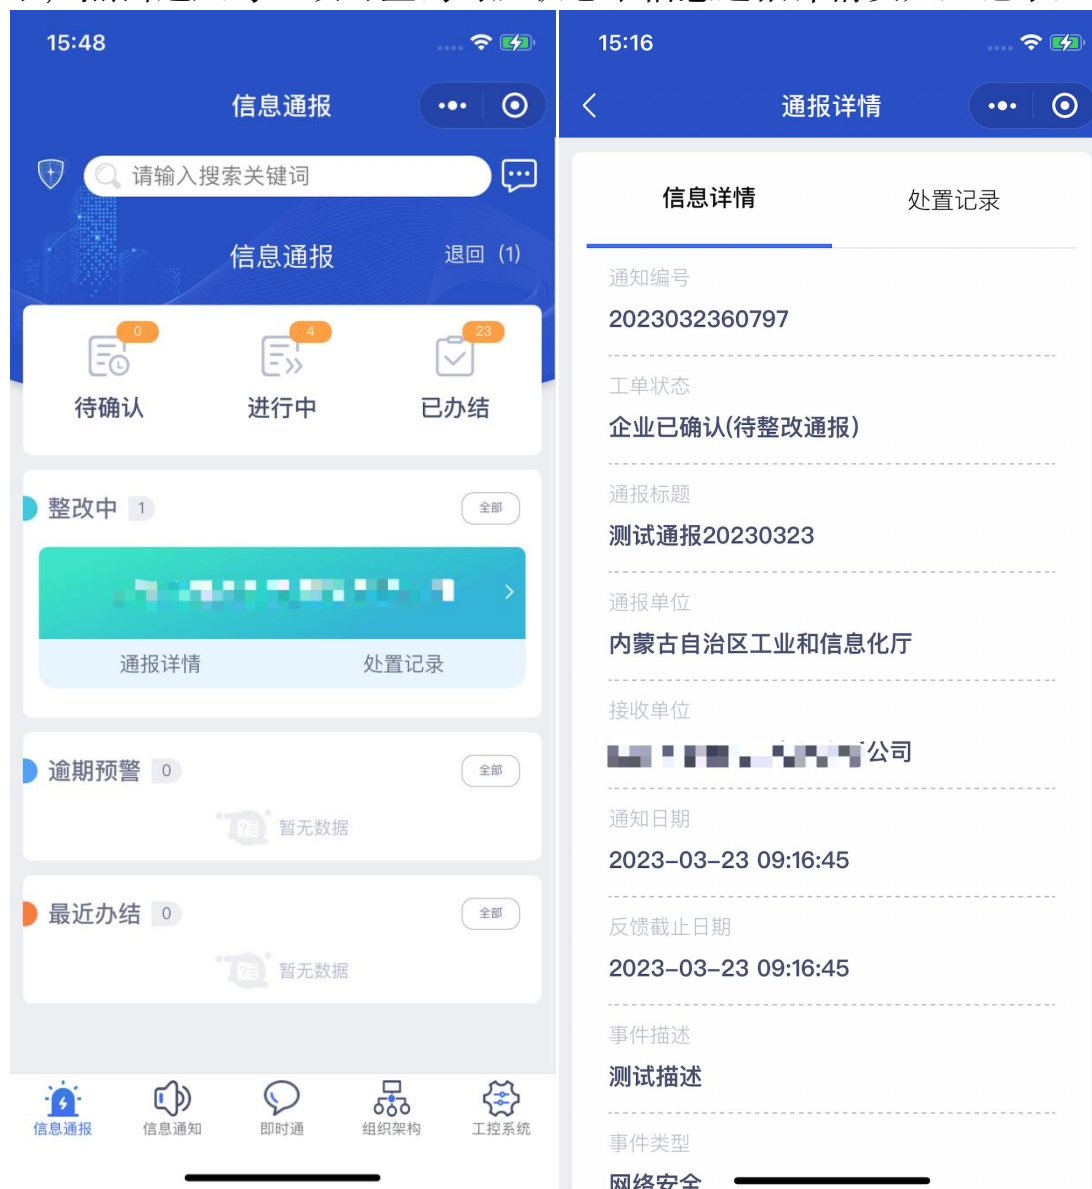 15:48
信息通报
请输入搜索关键词
信息通报
退回 (1)
0
4
23
待确认
进行中
已办结
整改中 1
全部
通报详情
处置记录
逾期预警 0
全部
暂无数据
最近办结 0
全部
暂无数据
信息通报
信息通知
即时通
组织架构
工控系统
15:16
通报详情
信息详情
处置记录
通知编号
2023032360797
工单状态
企业已确认(待整改通报)
通报标题
测试通报20230323
通报单位
内蒙古自治区工业和信息化厅
接收单位
公司
通知日期
2023-03-23 09:16:45
反馈截止日期
2023-03-23 09:16:45
事件描述
测试描述
事件类型
网络安全